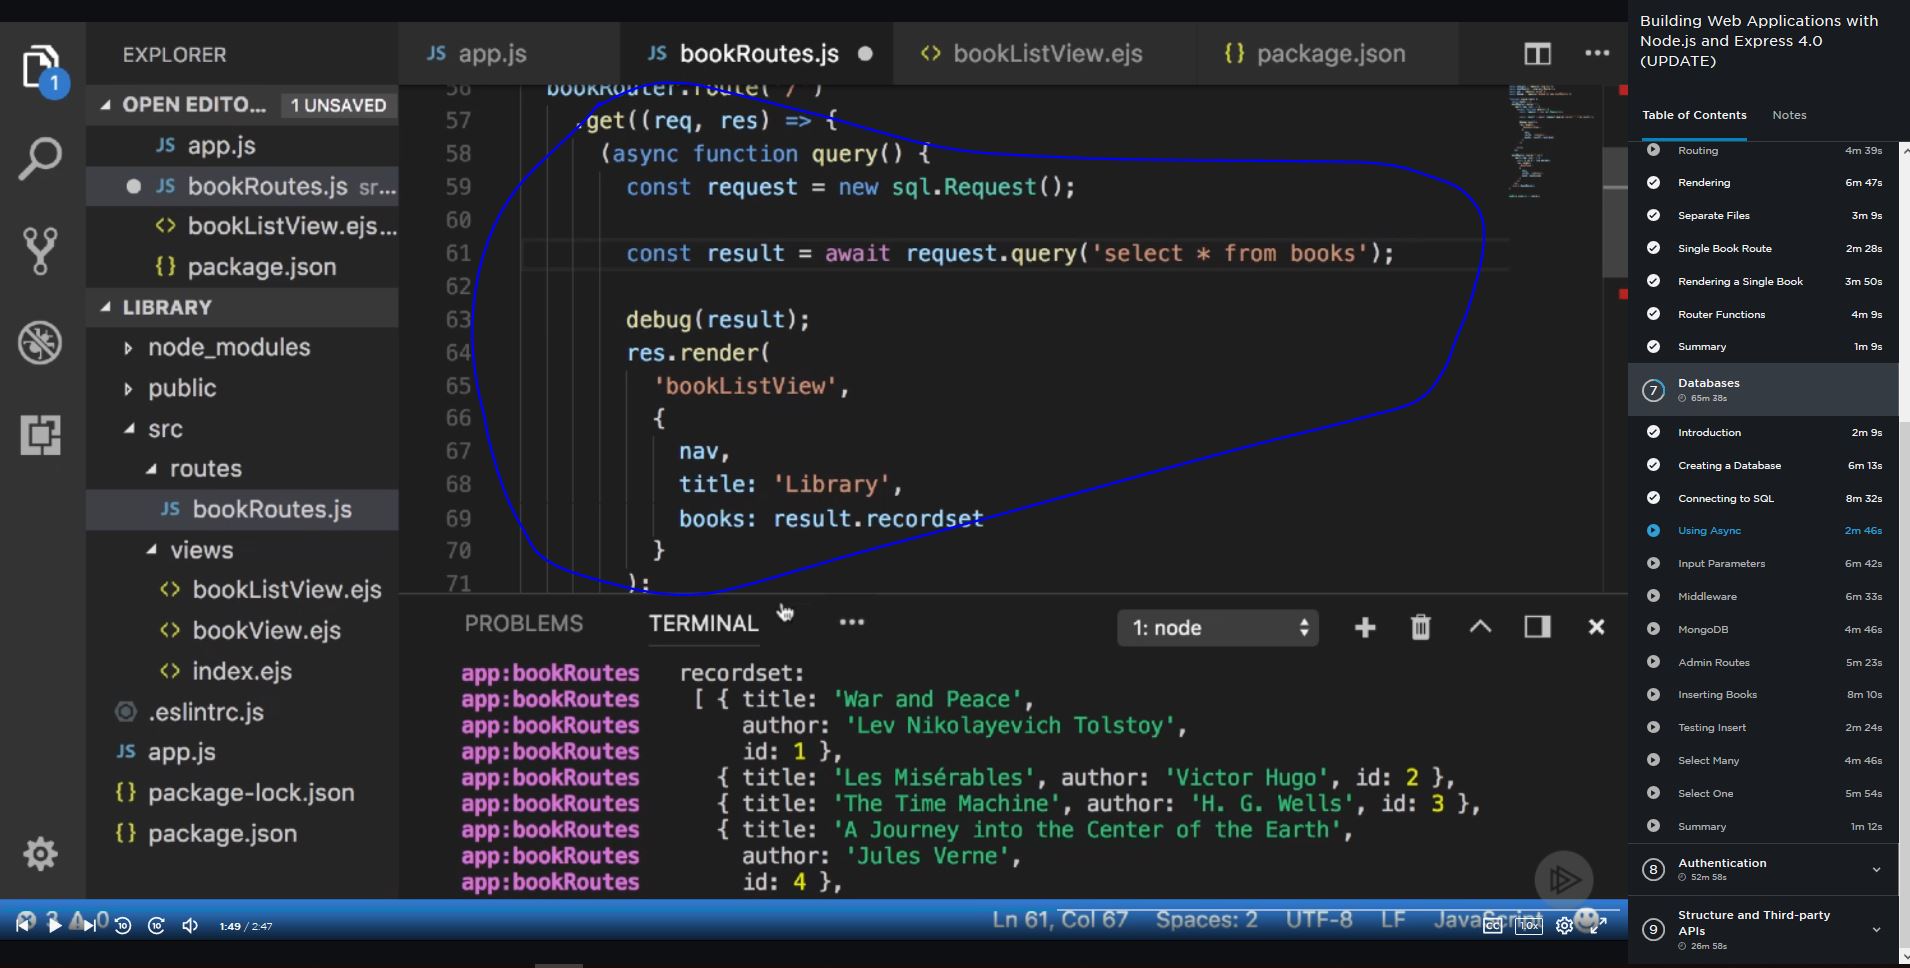 EXPLORER
OPEN EDITO... 1 UNSAVED
JS app.js
JS bookRoutes.js sr...
<> bookListView.ejs...
{} package.json
LIBRARY
node_modules
public
src
routes
JS bookRoutes.js
views
<> bookListView.ejs
<> bookView.ejs
<> index.ejs
.eslintrc.js
JS app.js
{} package-lock.json
{} package.json
1
JS app.js
JS bookRoutes.js
<> bookListView.ejs
{} package.json
56 bookRouter.route('/')
57 .get((req, res) => {
58 (async function query() {
59 const request = new sql.Request();
60
61 const result = await request.query('select * from books');
62
63 debug(result);
64 res.render(
65 'bookListView',
66 {
67 nav,
68 title: 'Library',
69 books: result.recordset
70 }
71 );
PROBLEMS TERMINAL ... 1: node
app:bookRoutes recordset:
app:bookRoutes [ { title: 'War and Peace',
app:bookRoutes author: 'Lev Nikolayevich Tolstoy',
app:bookRoutes id: 1 },
app:bookRoutes { title: 'Les Misérables', author: 'Victor Hugo', id: 2 },
app:bookRoutes { title: 'The Time Machine', author: 'H. G. Wells', id: 3 },
app:bookRoutes { title: 'A Journey into the Center of the Earth',
app:bookRoutes author: 'Jules Verne',
app:bookRoutes id: 4 },
3 0 10 10 1:49 / 2:47 Ln 61, Col 67 Spaces: 2 UTF-8 LF JavaScript CC 1.0x
Building Web Applications with
Node.js and Express 4.0
(UPDATE)
Table of Contents Notes
Routing 4m 39s
Rendering 6m 47s
Separate Files 3m 9s
Single Book Route 2m 28s
Rendering a Single Book 3m 50s
Router Functions 4m 9s
Summary 1m 9s
7 Databases
65m 38s
Introduction 2m 9s
Creating a Database 6m 13s
Connecting to SQL 8m 32s
Using Async 2m 46s
Input Parameters 6m 42s
Middleware 6m 33s
MongoDB 4m 46s
Admin Routes 5m 23s
Inserting Books 8m 10s
Testing Insert 2m 24s
Select Many 4m 46s
Select One 5m 54s
Summary 1m 12s
8 Authentication
52m 58s
9 Structure and Third-party
APIs
26m 58s